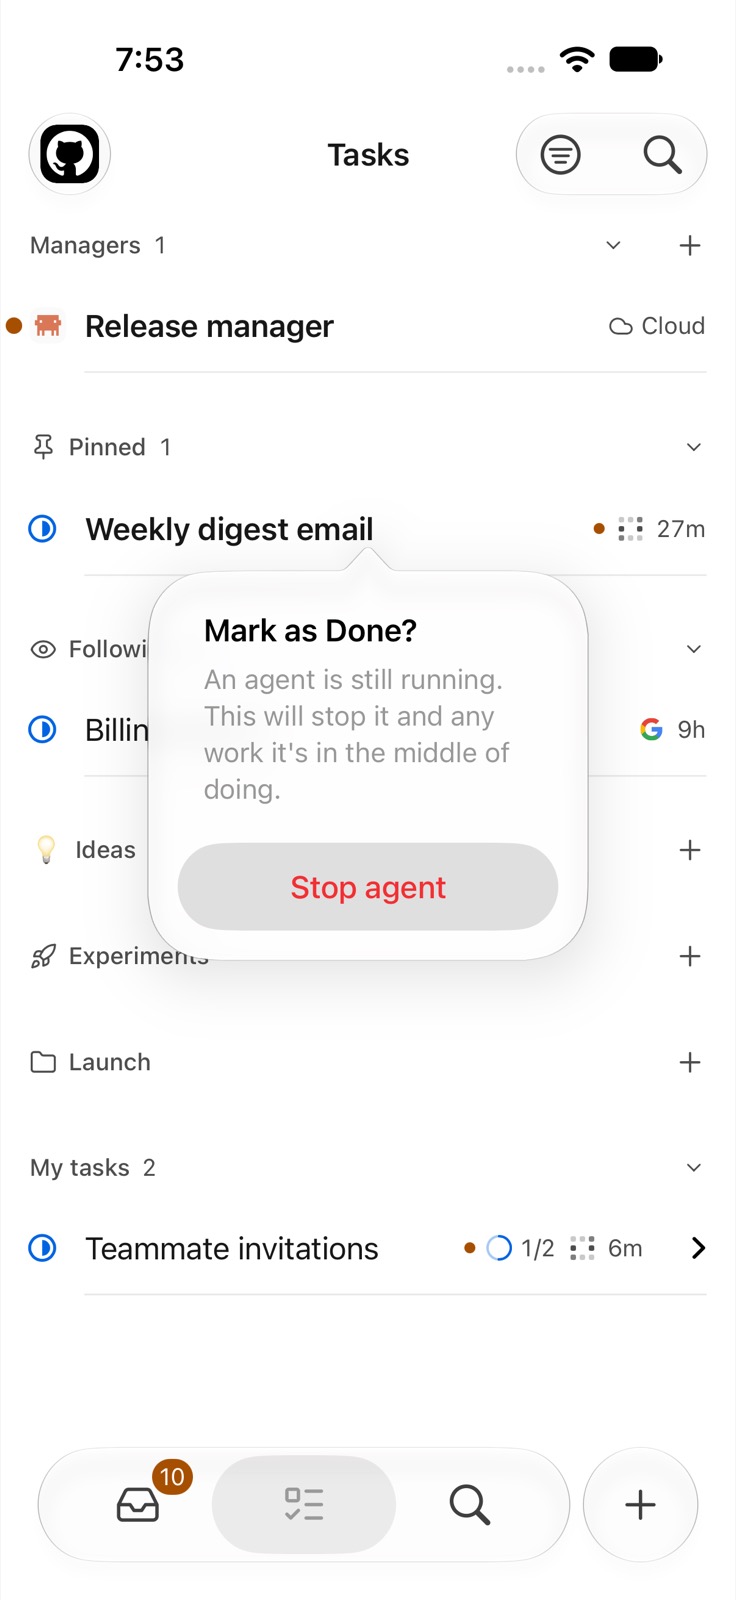 7:53
Tasks
Managers 1
Release manager Cloud
Pinned 1
Weekly digest email 27m
Mark as Done?
An agent is still running.
This will stop it and any
work it's in the middle of
doing.
Stop agent
Followi
Billin 9h
Ideas
Experiments
Launch
My tasks 2
Teammate invitations 1/2 6m
10